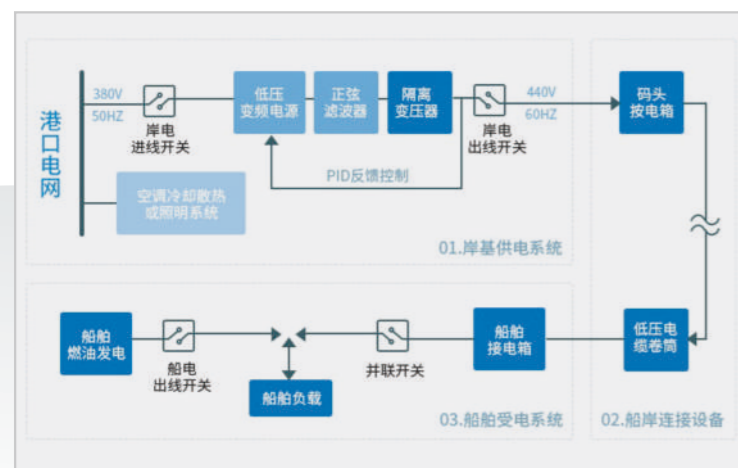 港口电网
380V
50HZ
岸电
进线开关
低压
变频电源
正弦
滤波器
隔离
变压器
岸电
出线开关
440V
60HZ
码头
按电箱
PID反馈控制
空调冷却散热
或照明系统
01.岸基供电系统
船舶
燃油发电
船电
出线开关
船舶负载
并联开关
船舶
接电箱
低压电
缆卷筒
03.船舶受电系统
02.船岸连接设备